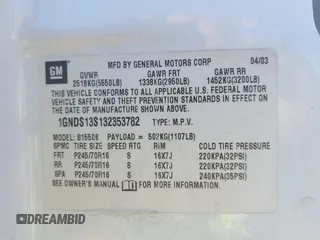 GM
MFD BY GENERAL MOTORS CORP 04/03
GVWR GAWR FRT GAWR RR
2518KG(5550LB) 1338KG(2950LB) 1452KG(3200LB)
THIS VEHICLE CONFORMS TO ALL APPLICABLE U.S. FEDERAL MOTOR
VEHICLE SAFETY AND THEFT PREVENTION STANDARDS IN EFFECT ON
THE DATE OF MANUFACTURE SHOWN ABOVE.
1GNDS13S132353782 TYPE: M.P.V.
MODEL: S15506 PAYLOAD = 502KG(1107LB)
SPMC TIRE SIZE SPEED RTG RIM COLD TIRE PRESSURE
FRT P245/70R16 S 16X7J 220KPA(32PSI)
RR P245/70R16 S 16X7J 220KPA(32PSI)
SPA P245/70R16 S 16X7J 240KPA(35PSI)
SEE OWNER'S MANUAL FOR MORE INFORMATION